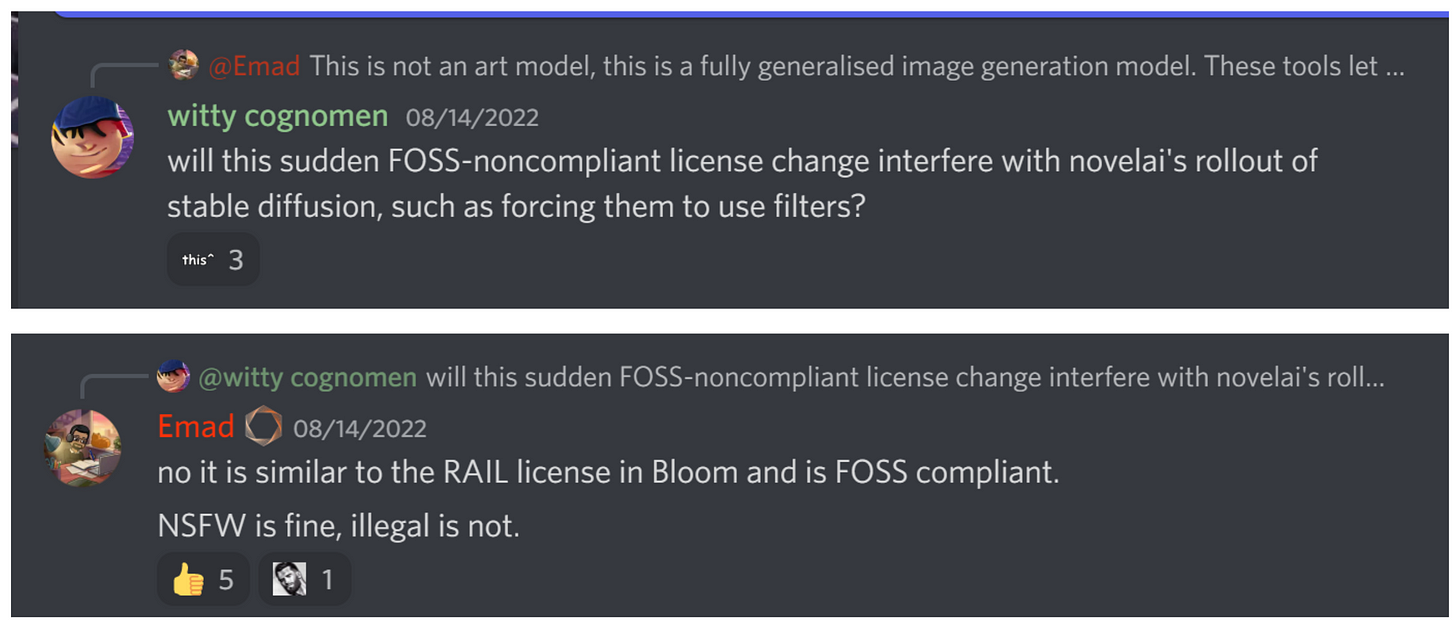 @Emad This is not an art model, this is a fully generalised image generation model. These tools let ...
witty cognomen 08/14/2022
will this sudden FOSS-noncompliant license change interfere with novelai's rollout of
stable diffusion, such as forcing them to use filters?
this^ 3
@witty cognomen will this sudden FOSS-noncompliant license change interfere with novelai's roll...
Emad 08/14/2022
no it is similar to the RAIL license in Bloom and is FOSS compliant.
NSFW is fine, illegal is not.
5 1